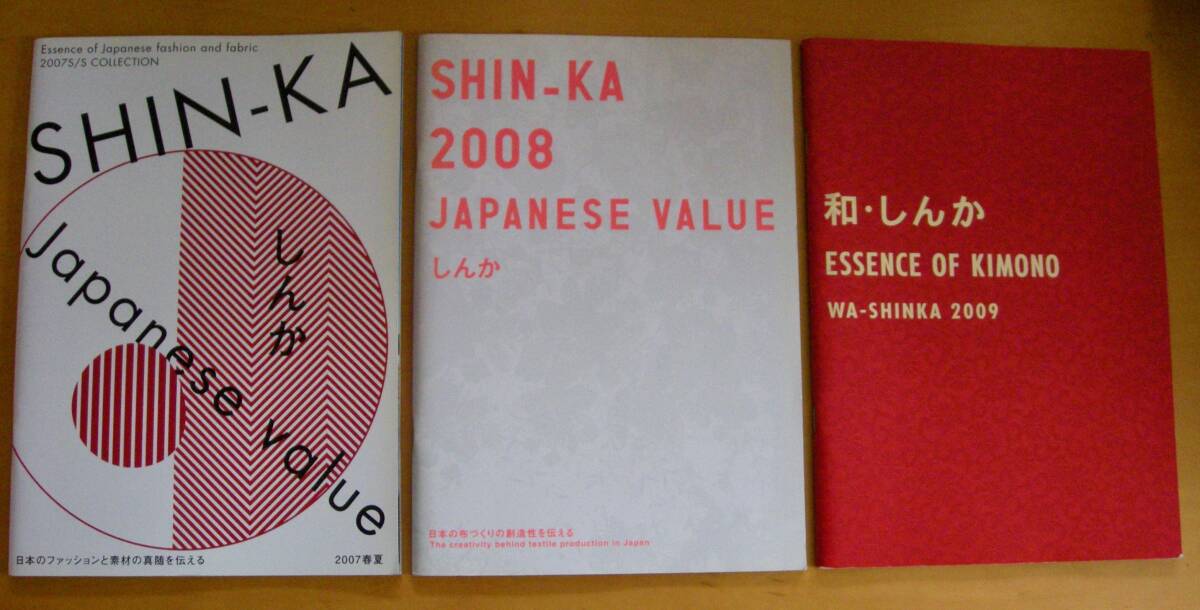 Essence of Japanese fashion and fabric
2007S/S COLLECTION
SHIN-KA
Japanese value
しんか
日本のファッションと素材の真随を伝える
2007春夏
SHIN-KA
2008
JAPANESE VALUE
しんか
日本の布づくりの創造性を伝える
The creativity behind textile production in Japan
和・しんか
ESSENCE OF KIMONO
WA-SHINKA 2009